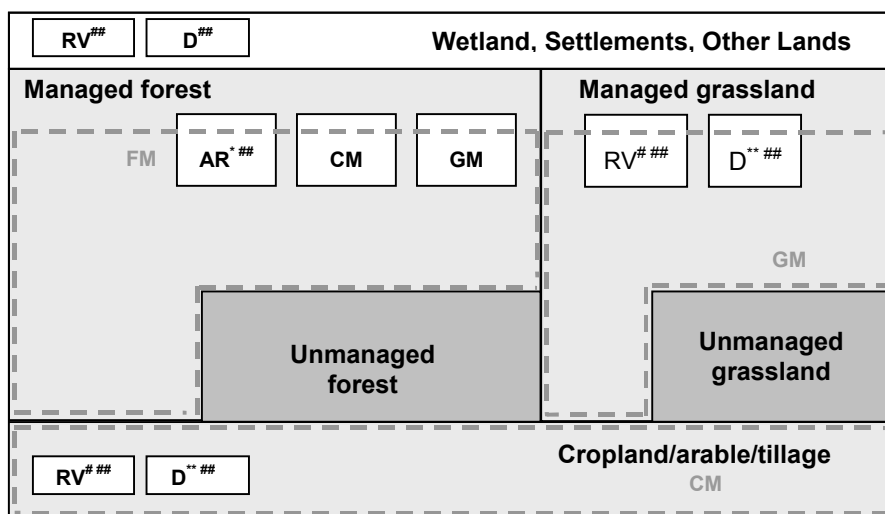 RV## D## Wetland, Settlements, Other Lands
Managed forest Managed grassland
FM AR* ## CM GM RV# ## D** ##
GM
Unmanaged
forest
Unmanaged
grassland
Cropland/arable/tillage
RV# ## D** ## CM